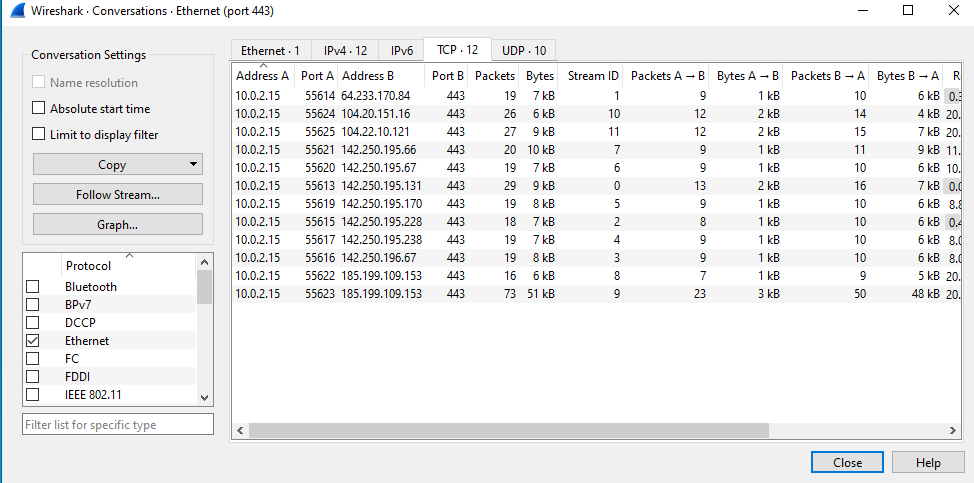 Wireshark · Conversations · Ethernet (port 443)
Conversation Settings
Name resolution
Absolute start time
Limit to display filter
Copy
Follow Stream...
Graph...
Protocol
Bluetooth
BPv7
DCCP
Ethernet
FC
FDDI
IEEE 802.11
Filter list for specific type
Ethernet · 1 IPv4 · 12 IPv6 TCP · 12 UDP · 10
Address A Port A Address B Port B Packets Bytes Stream ID Packets A → B Bytes A → B Packets B → A Bytes B → A R
10.0.2.15 55614 64.233.170.84 443 19 7 kB 1 9 1 kB 10 6 kB 0.3
10.0.2.15 55624 104.20.151.16 443 26 6 kB 10 12 2 kB 14 4 kB 20.
10.0.2.15 55625 104.22.10.121 443 27 9 kB 11 12 2 kB 15 7 kB 20.
10.0.2.15 55621 142.250.195.66 443 20 10 kB 7 9 1 kB 11 9 kB 11.
10.0.2.15 55620 142.250.195.67 443 19 7 kB 6 9 1 kB 10 6 kB 10.
10.0.2.15 55613 142.250.195.131 443 29 9 kB 0 13 2 kB 16 7 kB 0.0
10.0.2.15 55619 142.250.195.170 443 19 8 kB 5 9 1 kB 10 6 kB 8.8
10.0.2.15 55615 142.250.195.228 443 18 7 kB 2 8 1 kB 10 6 kB 0.4
10.0.2.15 55617 142.250.195.238 443 19 7 kB 4 9 1 kB 10 6 kB 8.0
10.0.2.15 55616 142.250.196.67 443 19 8 kB 3 9 1 kB 10 6 kB 8.0
10.0.2.15 55622 185.199.109.153 443 16 6 kB 8 7 1 kB 9 5 kB 20.
10.0.2.15 55623 185.199.109.153 443 73 51 kB 9 23 3 kB 50 48 kB 20.
Close Help